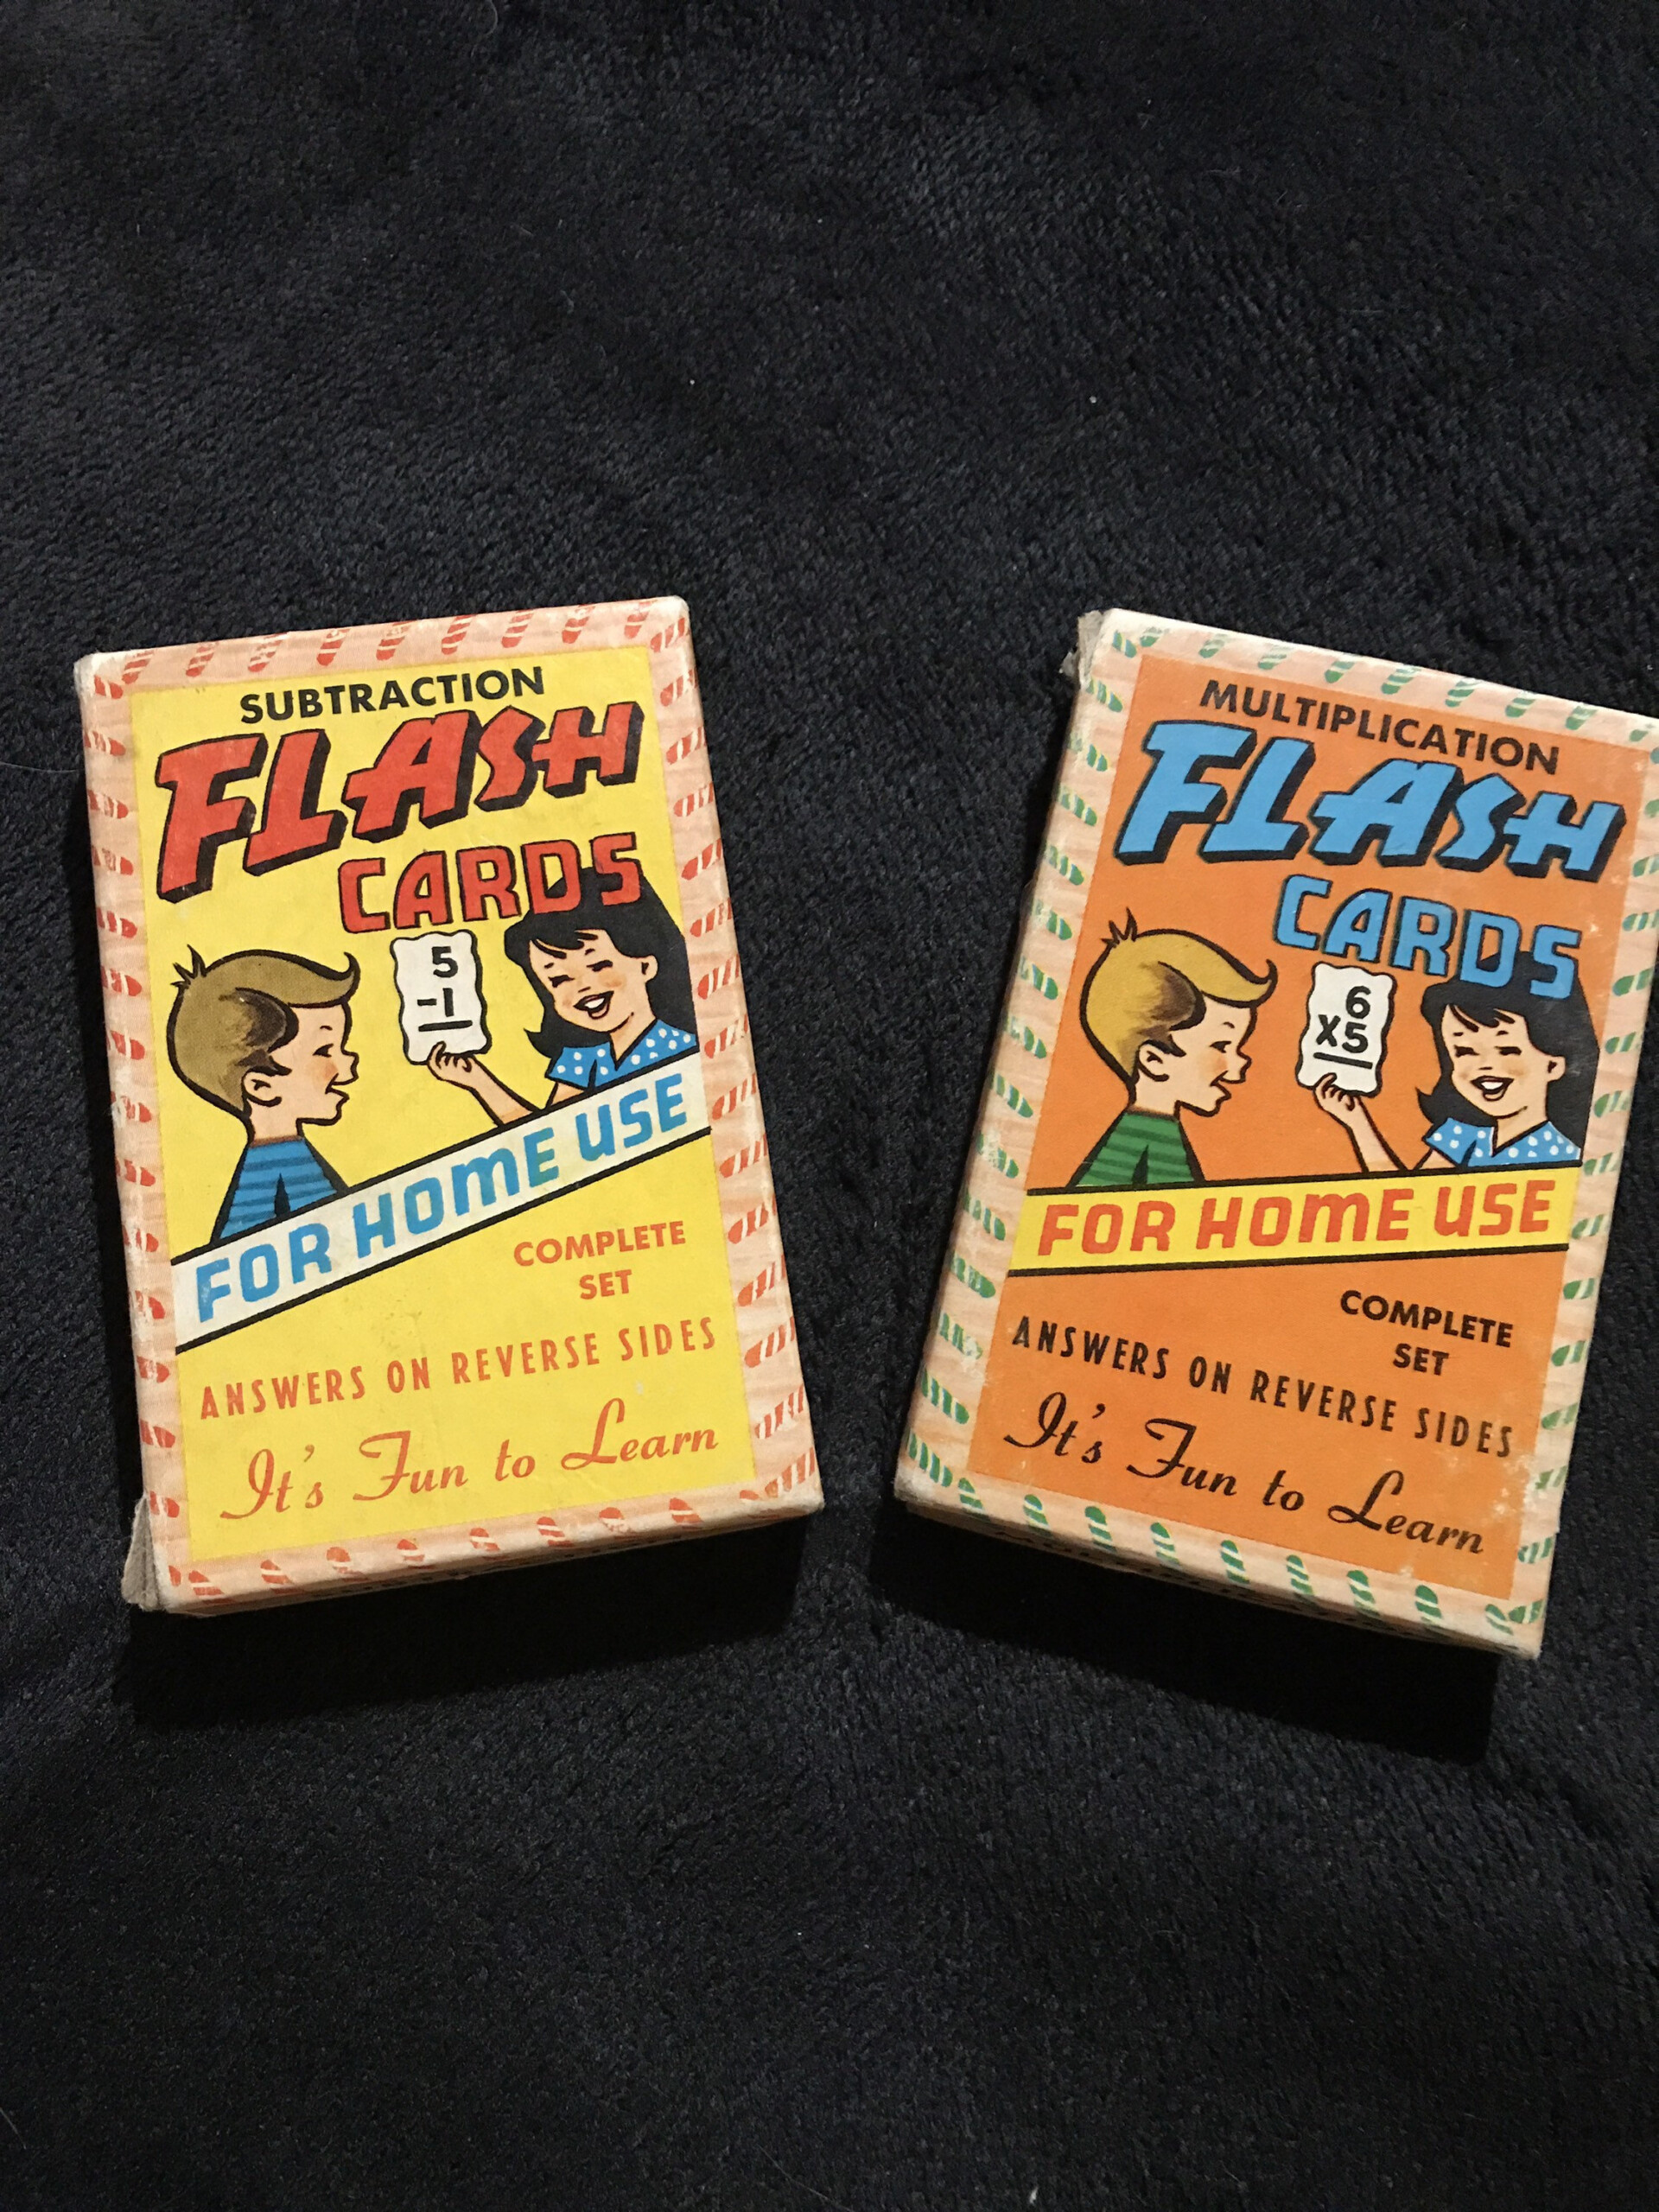 SUBTRACTION
FLASH
CARDS
5
-1
FOR HOME USE
COMPLETE
SET
ANSWERS ON REVERSE SIDES
It's Fun to Learn
MULTIPLICATION
FLASH
CARDS
6
X5
FOR HOME USE
COMPLETE
SET
ANSWERS ON REVERSE SIDES
It's Fun to Learn